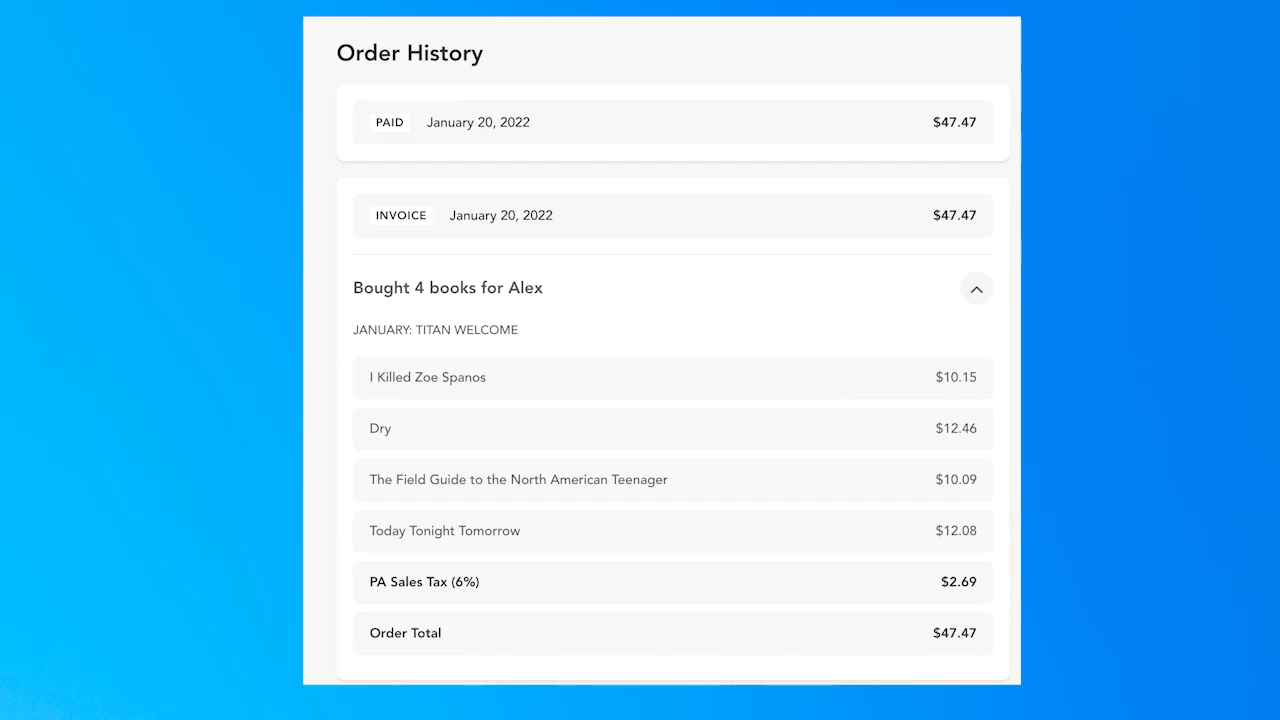 Order History
PAID January 20, 2022 $47.47
INVOICE January 20, 2022 $47.47
Bought 4 books for Alex
JANUARY: TITAN WELCOME
I Killed Zoe Spanos $10.15
Dry $12.46
The Field Guide to the North American Teenager $10.09
Today Tonight Tomorrow $12.08
PA Sales Tax (6%) $2.69
Order Total $47.47